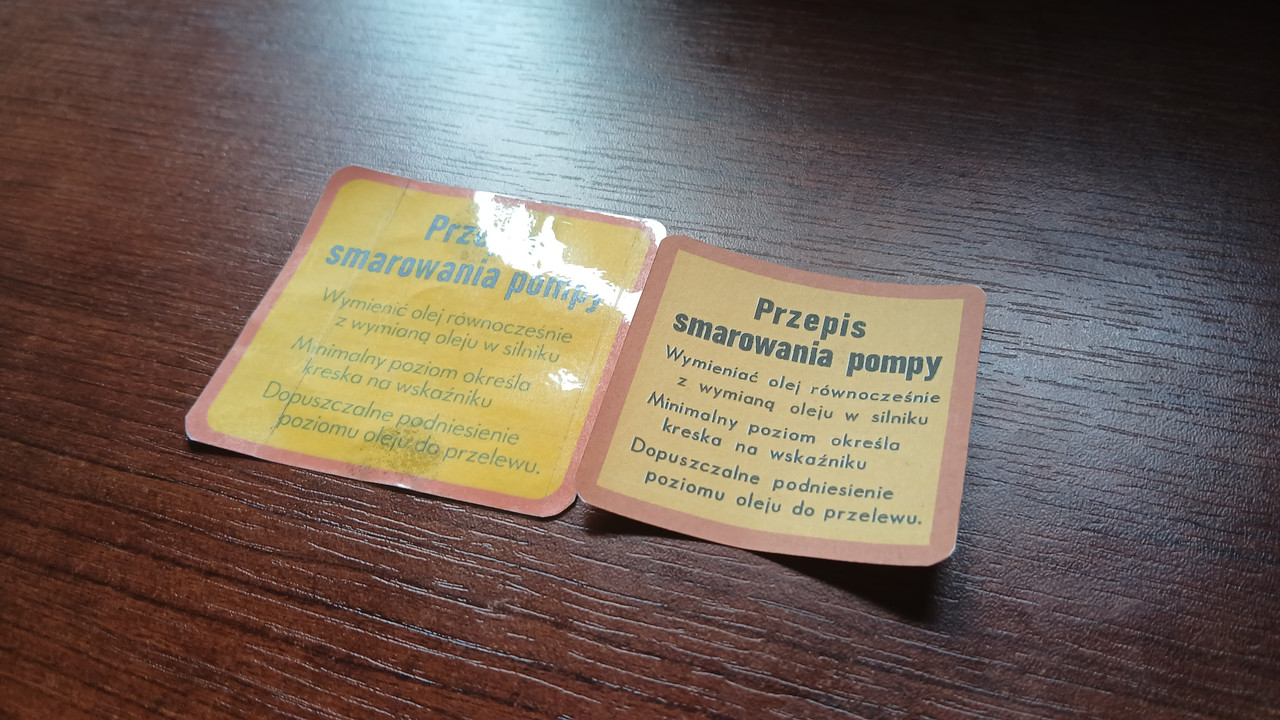 Prze
smarowania pompy
Wymienić olej równocześnie
z wymianą oleju w silniku
Minimalny poziom określa
kreska na wskaźniku
Dopuszczalne podniesienie
poziomu oleju do przelewu.
Przepis
smarowania pompy
Wymieniać olej równocześnie
z wymianą oleju w silniku
Minimalny poziom określa
kreska na wskaźniku
Dopuszczalne podniesienie
poziomu oleju do przelewu.